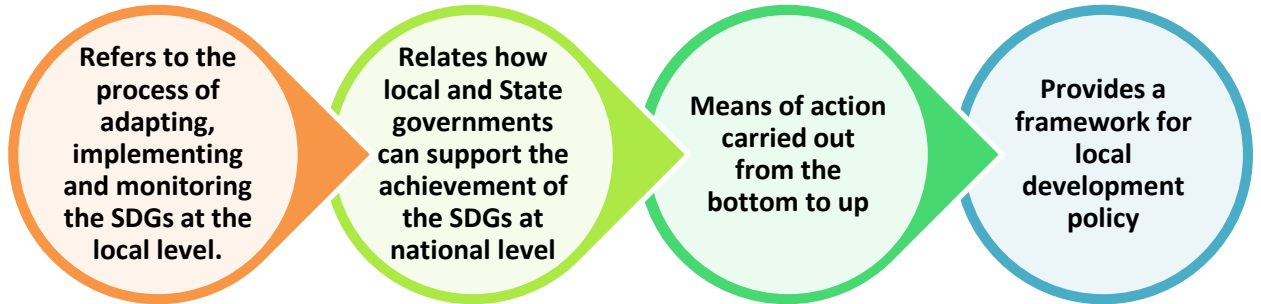 Refers to the
process of
adapting,
implementing
and monitoring
the SDGs at the
local level.
Relates how
local and State
governments
can support the
achievement of
the SDGs at
national level
Means of action
carried out
from the
bottom to up
Provides a
framework for
local
development
policy